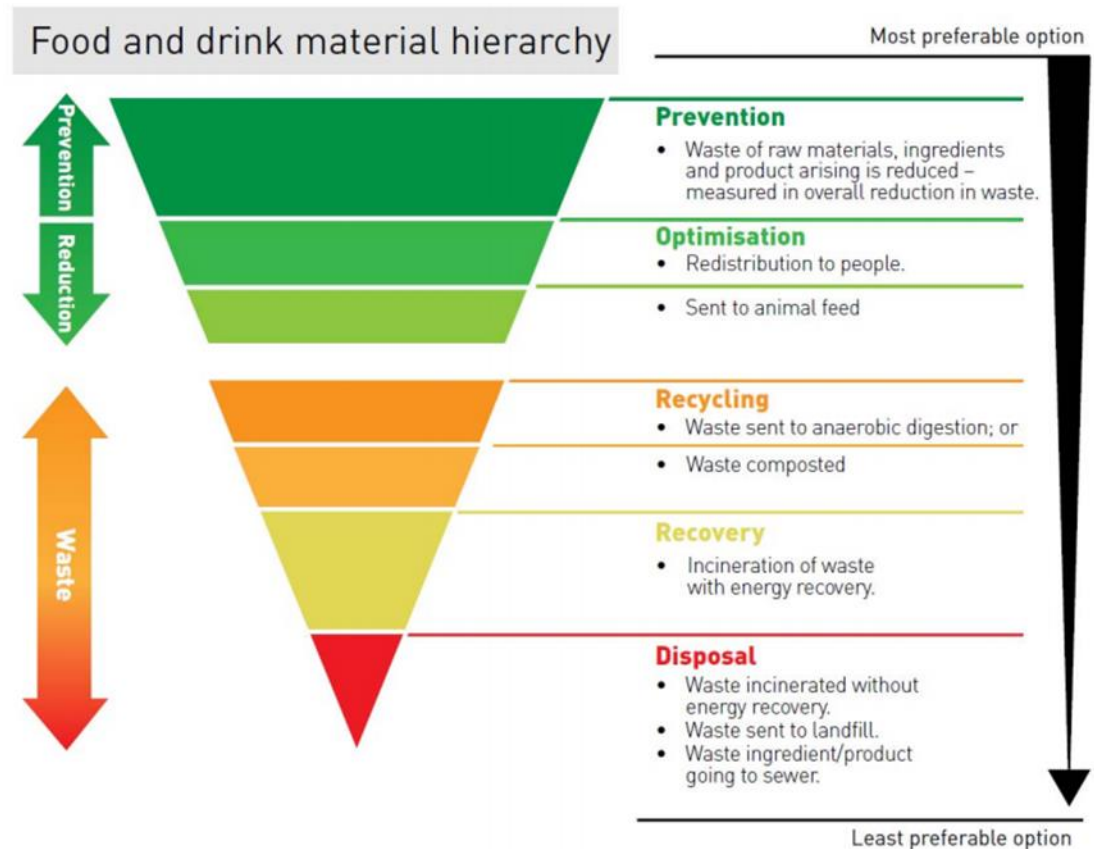 Food and drink material hierarchy
Most preferable option
Prevention
Reduction
Waste
Prevention
• Waste of raw materials, ingredients
and product arising is reduced –
measured in overall reduction in waste.
Optimisation
• Redistribution to people.
• Sent to animal feed
Recycling
• Waste sent to anaerobic digestion; or
• Waste composted
Recovery
• Incineration of waste
with energy recovery.
Disposal
• Waste incinerated without
energy recovery.
• Waste sent to landfill.
• Waste ingredient/product
going to sewer.
Least preferable option